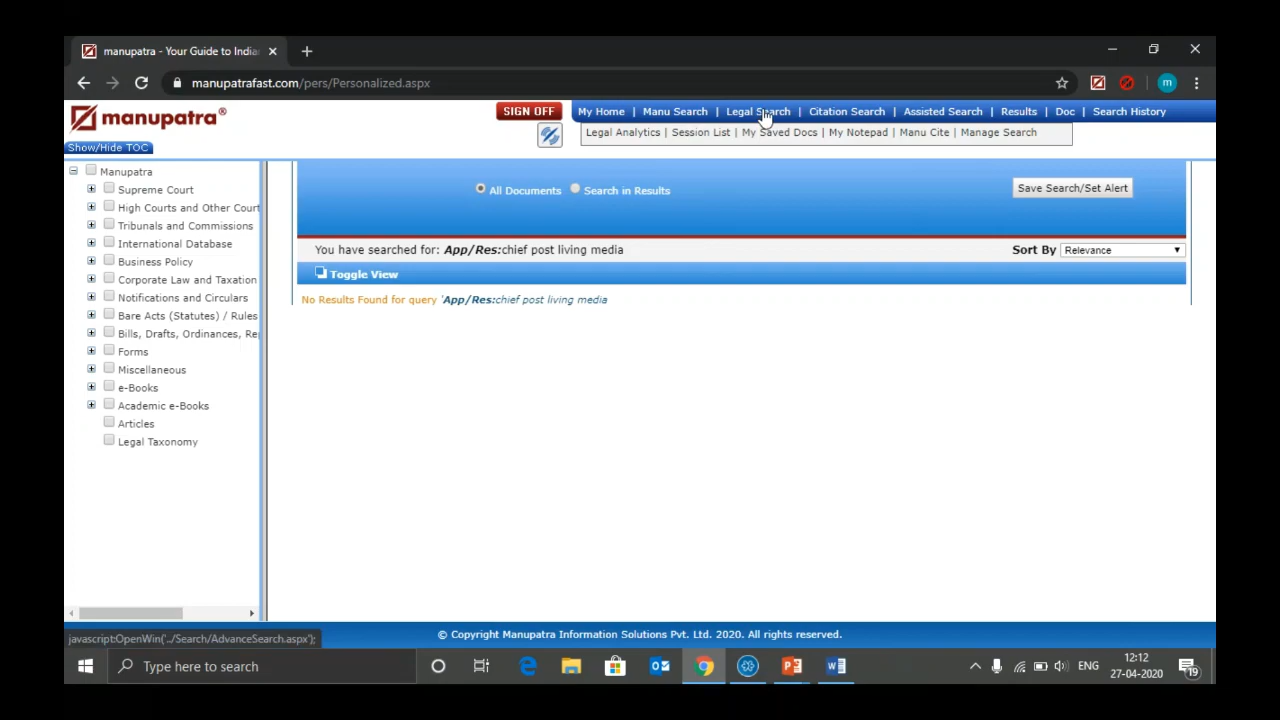 manupatra - Your Guide to India
manupatrafast.com/pers/Personalized.aspx
m
manupatra®
SIGN OFF
My Home | Manu Search | Legal Search | Citation Search | Assisted Search | Results | Doc | Search History
Legal Analytics | Session List | My Saved Docs | My Notepad | Manu Cite | Manage Search
Show/Hide TOC
Manupatra
Supreme Court
High Courts and Other Court
Tribunals and Commissions
International Database
Business Policy
Corporate Law and Taxation
Notifications and Circulars
Bare Acts (Statutes) / Rules
Bills, Drafts, Ordinances, Rep
Forms
Miscellaneous
e-Books
Academic e-Books
Articles
Legal Taxonomy
All Documents Search in Results
Save Search/Set Alert
You have searched for: App/Res:chief post living media
Sort By Relevance
Toggle View
No Results Found for query 'App/Res:chief post living media
javascript:OpenWin('../Search/AdvanceSearch.aspx');
© Copyright Manupatra Information Solutions Pvt. Ltd. 2020. All rights reserved.
Type here to search
ENG
12:12
27-04-2020
19